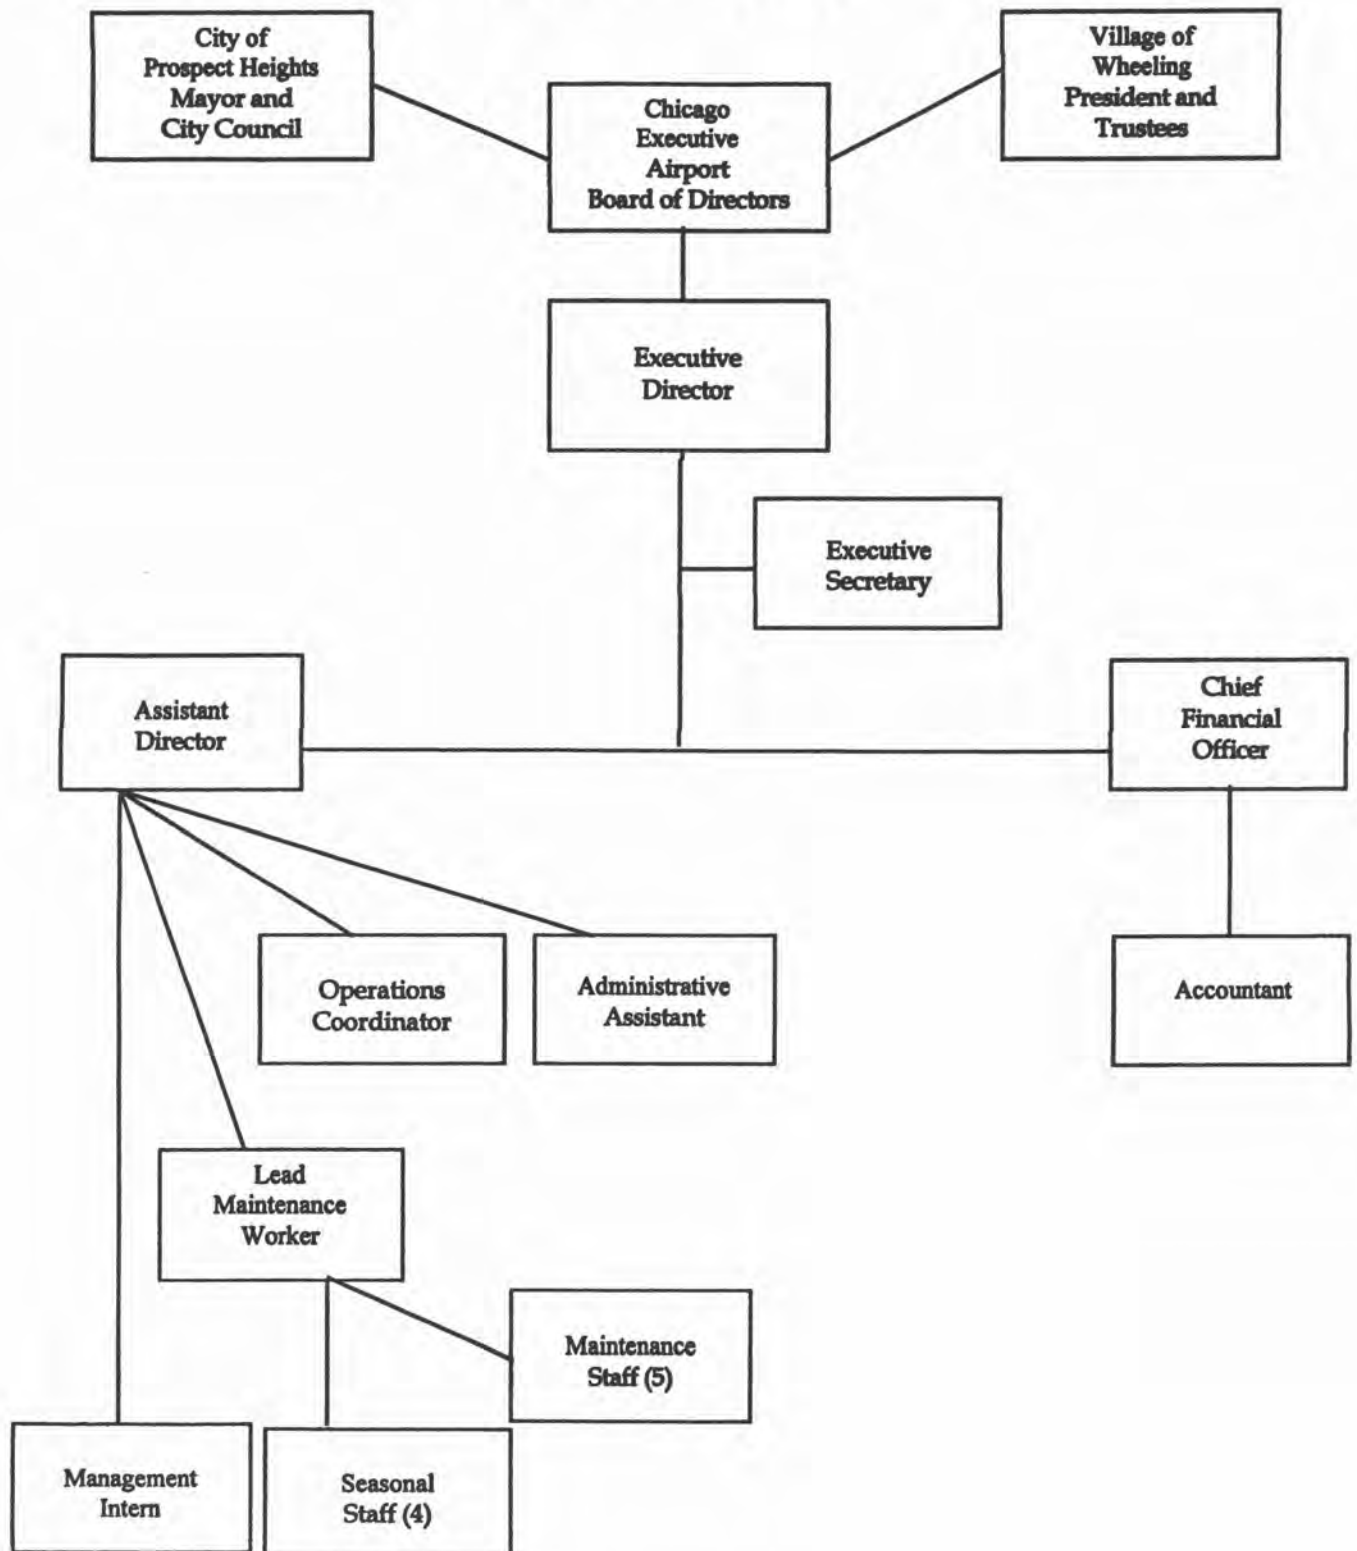 City of
Prospect Heights
Mayor and
City Council
Chicago
Executive
Airport
Board of Directors
Village of
Wheeling
President and
Trustees
Executive
Director
Executive
Secretary
Assistant
Director
Chief
Financial
Officer
Operations
Coordinator
Administrative
Assistant
Accountant
Lead
Maintenance
Worker
Maintenance
Staff (5)
Management
Intern
Seasonal
Staff (4)